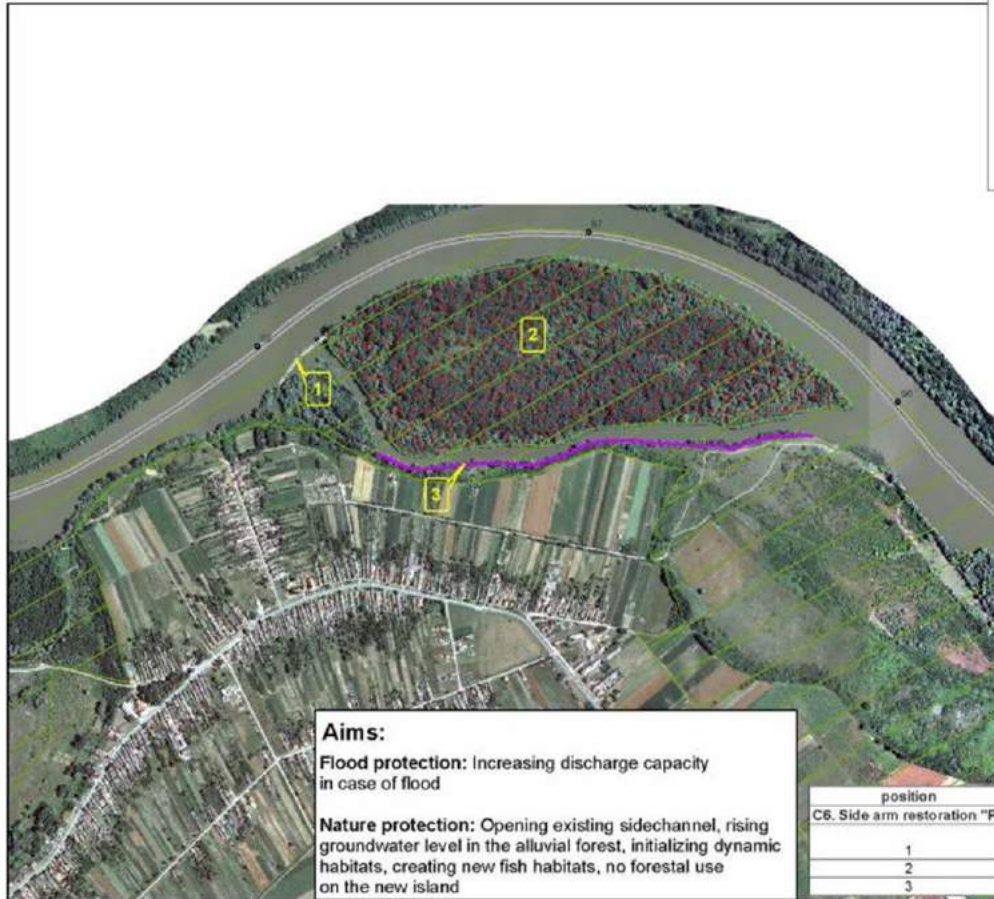 87
86
2
1
3
Aims:
Flood protection: Increasing discharge capacity
in case of flood
Nature protection: Opening existing sidechannel, rising
groundwater level in the alluvial forest, initializing dynamic
habitats, creating new fish habitats, no forestal use
on the new island
position
C6. Side arm restoration "P
1
2
3